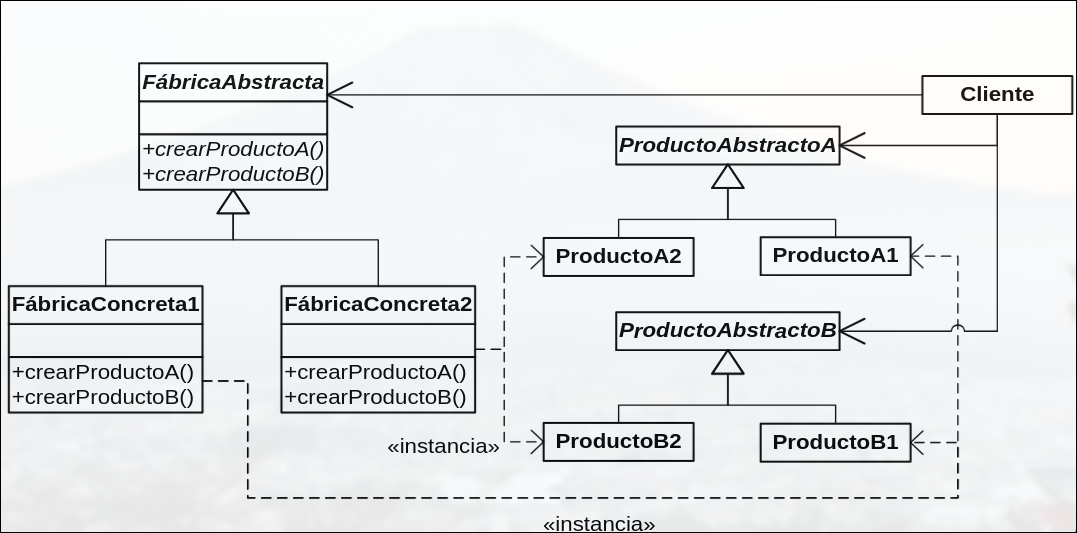 FábricaAbstracta
+crearProductoA()
+crearProductoB()
Cliente
ProductoAbstractoA
ProductoA2
ProductoA1
FábricaConcreta1
+crearProductoA()
+crearProductoB()
FábricaConcreta2
+crearProductoA()
+crearProductoB()
ProductoAbstractoB
ProductoB2
ProductoB1
«instancia»
«instancia»